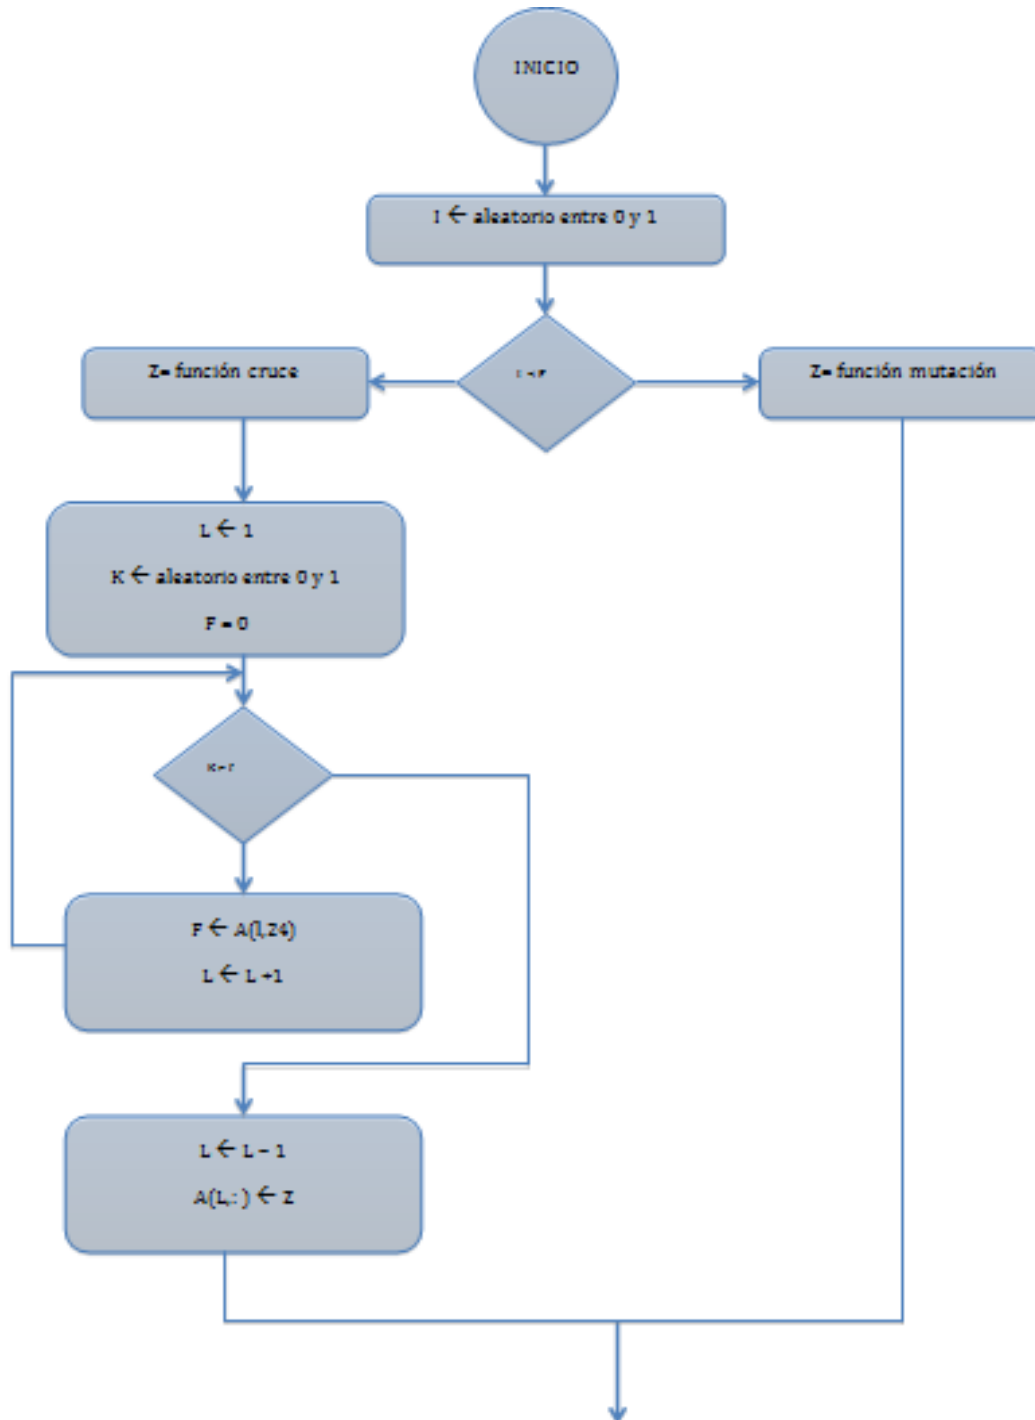 INICIO
I ← aleatorio entre 0 y 1
Z= función cruce
Z= función mutación
L ← 1
K ← aleatorio entre 0 y 1
F = 0
F ← A(l,24)
L ← L +1
L ← L – 1
A(L,: ) ← Z